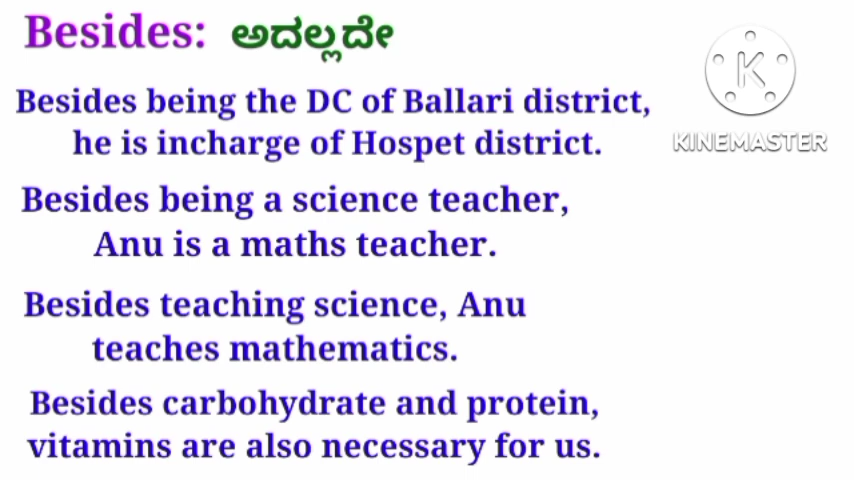 Besides: ಅದಲ್ಲದೇ
Besides being the DC of Ballari district,
he is incharge of Hospet district.
Besides being a science teacher,
Anu is a maths teacher.
Besides teaching science, Anu
teaches mathematics.
Besides carbohydrate and protein,
vitamins are also necessary for us.
K
KINEMASTER